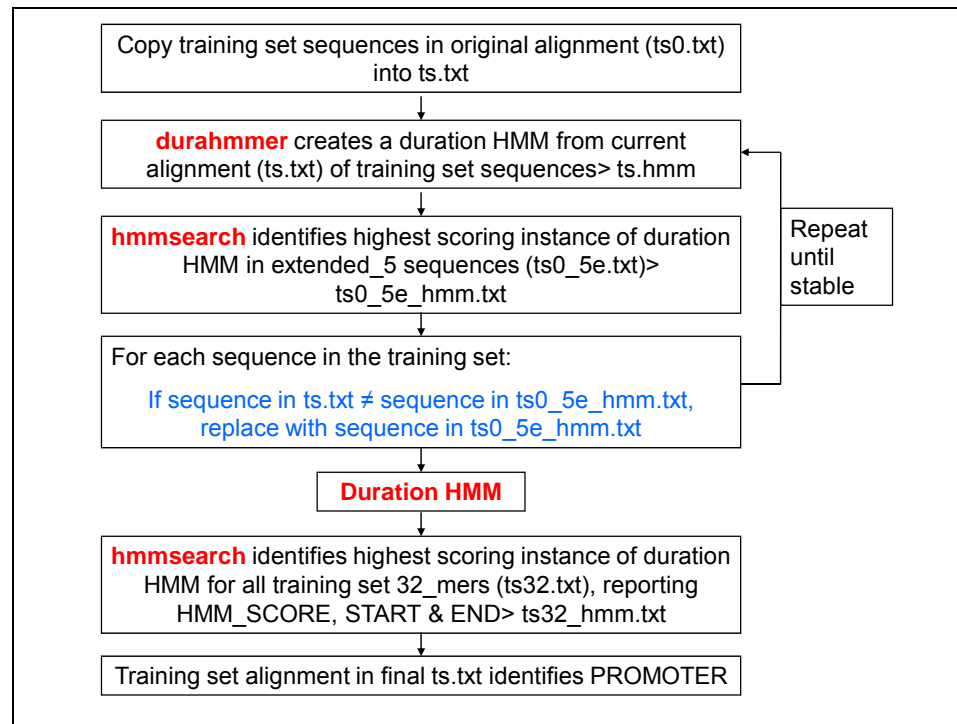 Copy training set sequences in original alignment (ts0.txt)
into ts.txt
durahmmer creates a duration HMM from current
alignment (ts.txt) of training set sequences> ts.hmm
hmmsearch identifies highest scoring instance of duration
HMM in extended_5 sequences (ts0_5e.txt)>
ts0_5e_hmm.txt
Repeat
until
stable
For each sequence in the training set:
If sequence in ts.txt ≠ sequence in ts0_5e_hmm.txt,
replace with sequence in ts0_5e_hmm.txt
Duration HMM
hmmsearch identifies highest scoring instance of duration
HMM for all training set 32_mers (ts32.txt), reporting
HMM_SCORE, START & END> ts32_hmm.txt
Training set alignment in final ts.txt identifies PROMOTER